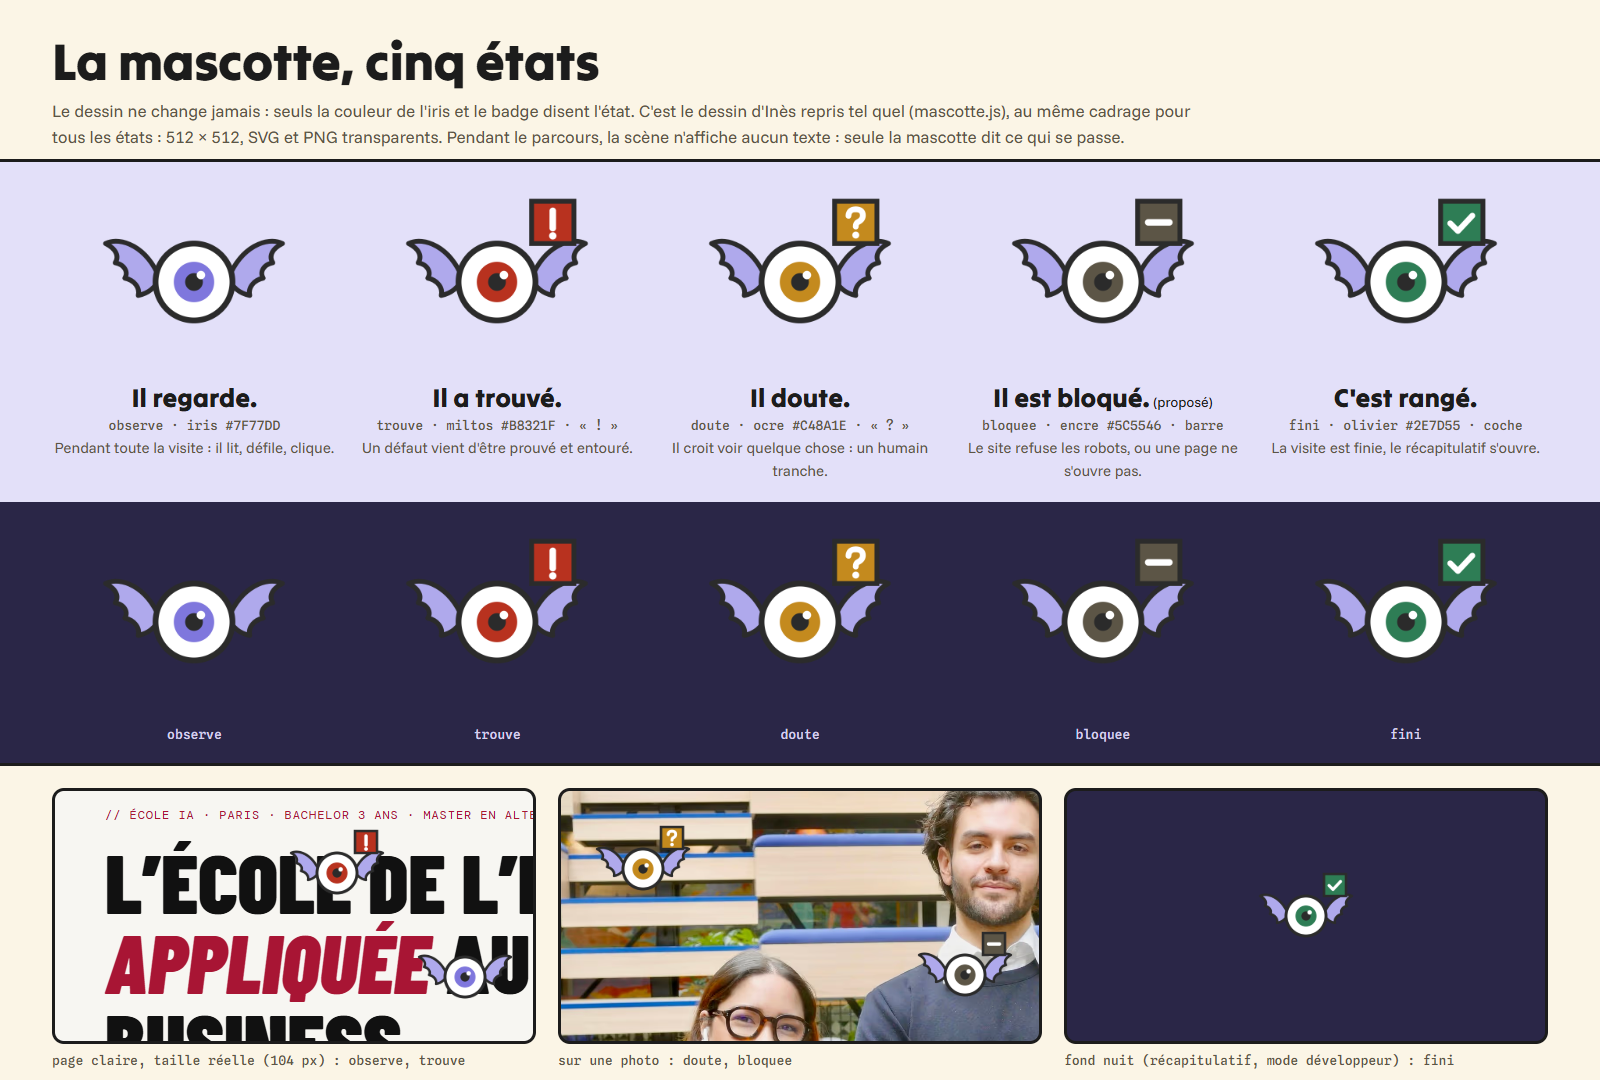 La mascotte, cinq états
Le dessin ne change jamais : seuls la couleur de l'iris et le badge disent l'état. C'est le dessin d'Inès repris tel quel (mascotte.js), au même cadrage pour
tous les états : 512 × 512, SVG et PNG transparents. Pendant le parcours, la scène n'affiche aucun texte : seule la mascotte dit ce qui se passe.
!
?
Il regarde.
observe · iris #7F77DD
Pendant toute la visite : il lit, défile, clique.
Il a trouvé.
trouve · miltos #B8321F · « ! »
Un défaut vient d'être prouvé et entouré.
Il doute.
doute · ocre #C48A1E · « ? »
Il croit voir quelque chose : un humain
tranche.
Il est bloqué. (proposé)
bloquee · encre #5C5546 · barre
Le site refuse les robots, ou une page ne
s'ouvre pas.
C'est rangé.
fini · olivier #2E7D55 · coche
La visite est finie, le récapitulatif s'ouvre.
!
?
observe
trouve
doute
bloquee
fini
// ÉCOLE IA · PARIS · BACHELOR 3 ANS · MASTER EN ALTE
!
L'ÉCOLE DE L'I
APPLIQUÉE AU
BUSINESS
?
page claire, taille réelle (104 px) : observe, trouve
sur une photo : doute, bloquee
fond nuit (récapitulatif, mode développeur) : fini